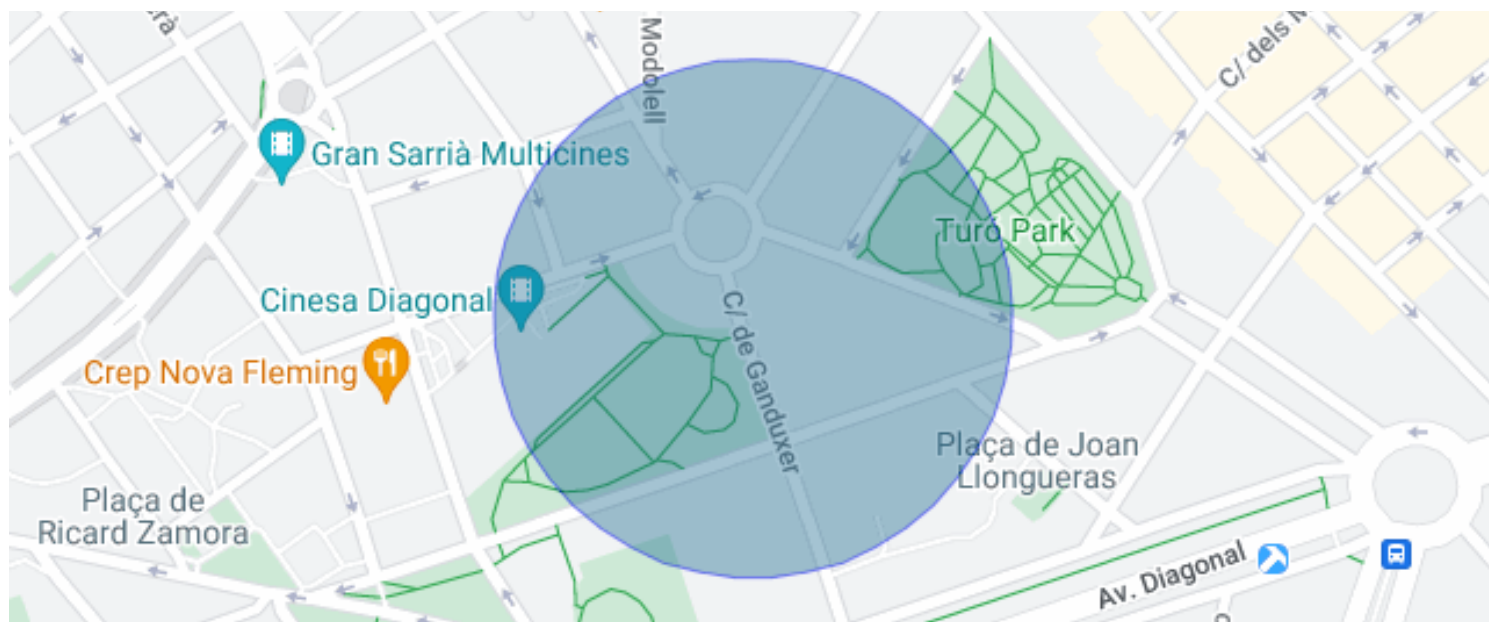 Modolell
C/ dels M
Gran Sarrià Multicines
Turó Park
Cinesa Diagonal
C/ de Ganduxer
Crep Nova Fleming
Plaça de Joan
Llongueras
Plaça de
Ricard Zamora
Av. Diagonal